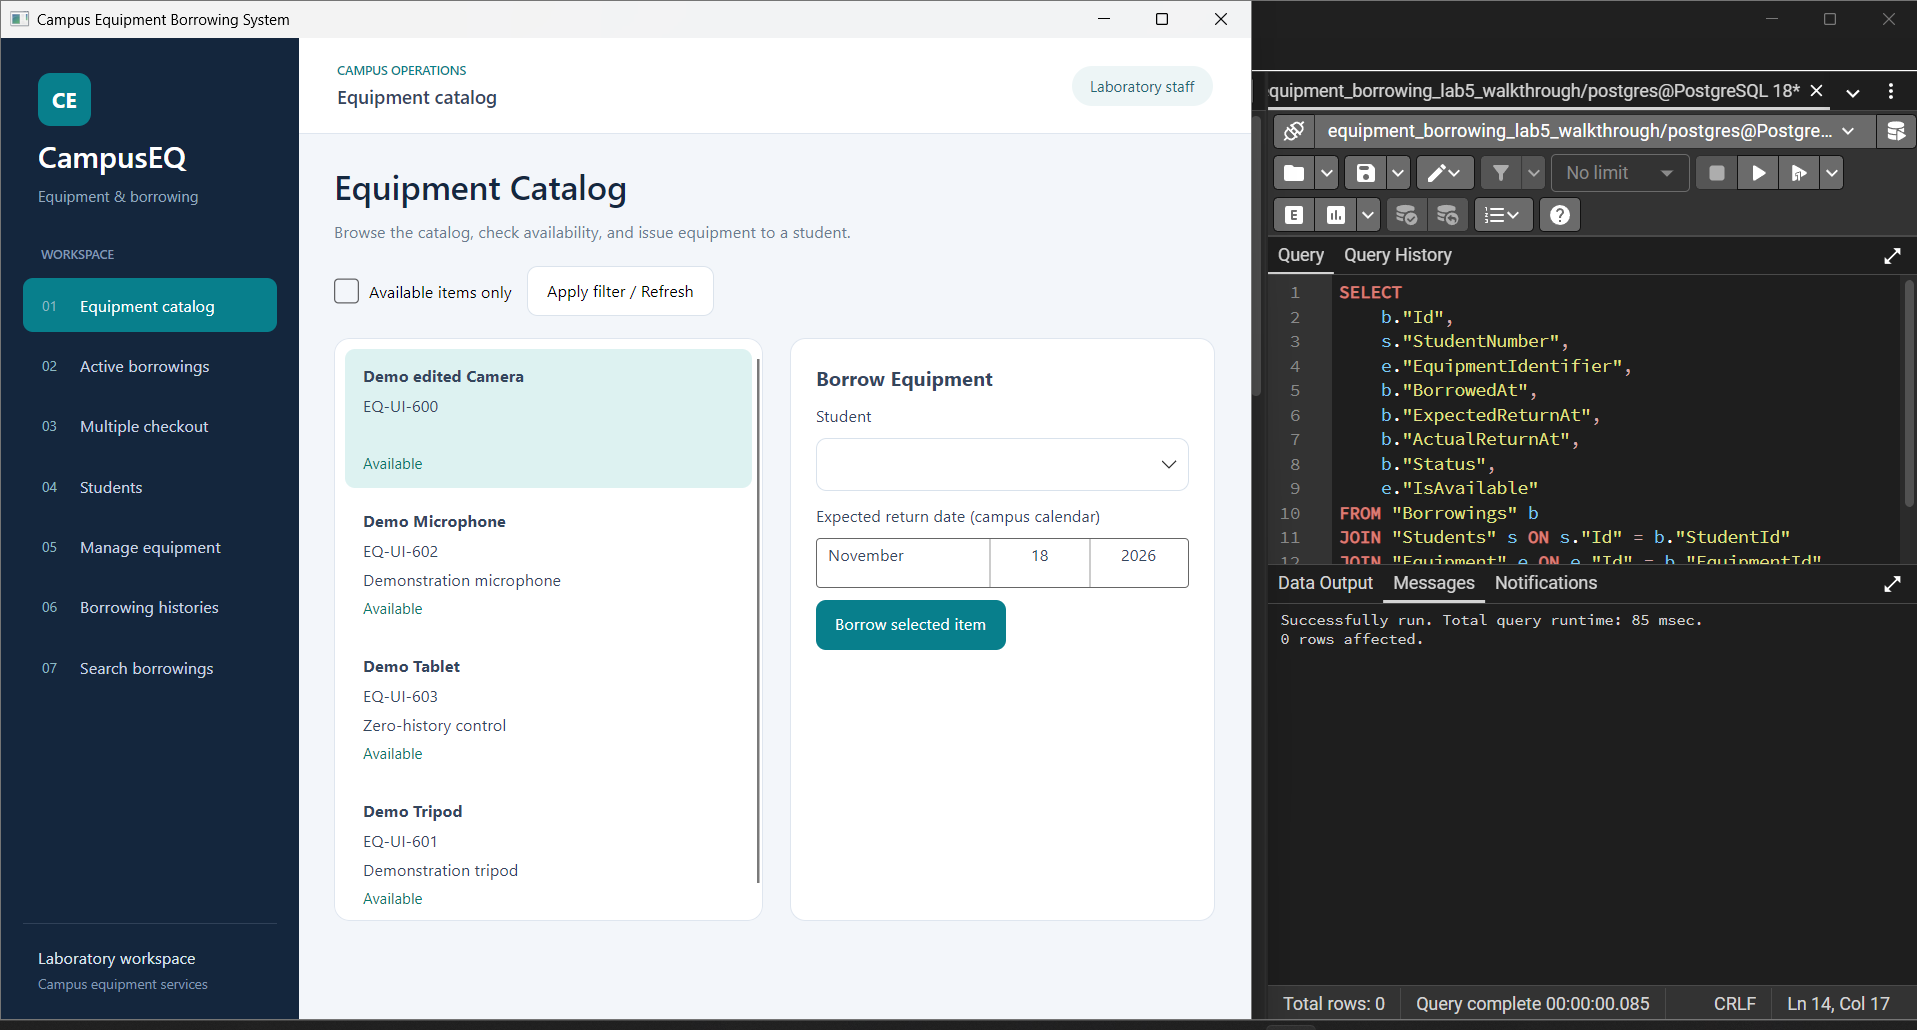 Campus Equipment Borrowing System
CE
CampusEQ
Equipment & borrowing
WORKSPACE
01 Equipment catalog
02 Active borrowings
03 Multiple checkout
04 Students
05 Manage equipment
06 Borrowing histories
07 Search borrowings
Laboratory workspace
Campus equipment services
CAMPUS OPERATIONS
Equipment catalog
Laboratory staff
Equipment Catalog
Browse the catalog, check availability, and issue equipment to a student.
Available items only
Apply filter / Refresh
Demo edited Camera
EQ-UI-600
Available
Demo Microphone
EQ-UI-602
Demonstration microphone
Available
Demo Tablet
EQ-UI-603
Zero-history control
Available
Demo Tripod
EQ-UI-601
Demonstration tripod
Available
Borrow Equipment
Student
Expected return date (campus calendar)
November 18 2026
Borrow selected item
quipment_borrowing_lab5_walkthrough/postgres@PostgreSQL 18*
equipment_borrowing_lab5_walkthrough/postgres@Postgre...
No limit
E
Query Query History
1 SELECT
2 b."Id",
3 s."StudentNumber",
4 e."EquipmentIdentifier",
5 b."BorrowedAt",
6 b."ExpectedReturnAt",
7 b."ActualReturnAt",
8 b."Status",
9 e."IsAvailable"
10 FROM "Borrowings" b
11 JOIN "Students" s ON s."Id" = b."StudentId"
12 JOIN "Equipment" e ON e."Id" = b."EquipmentId"
Data Output Messages Notifications
Successfully run. Total query runtime: 85 msec.
0 rows affected.
Total rows: 0 Query complete 00:00:00.085 CRLF Ln 14, Col 17